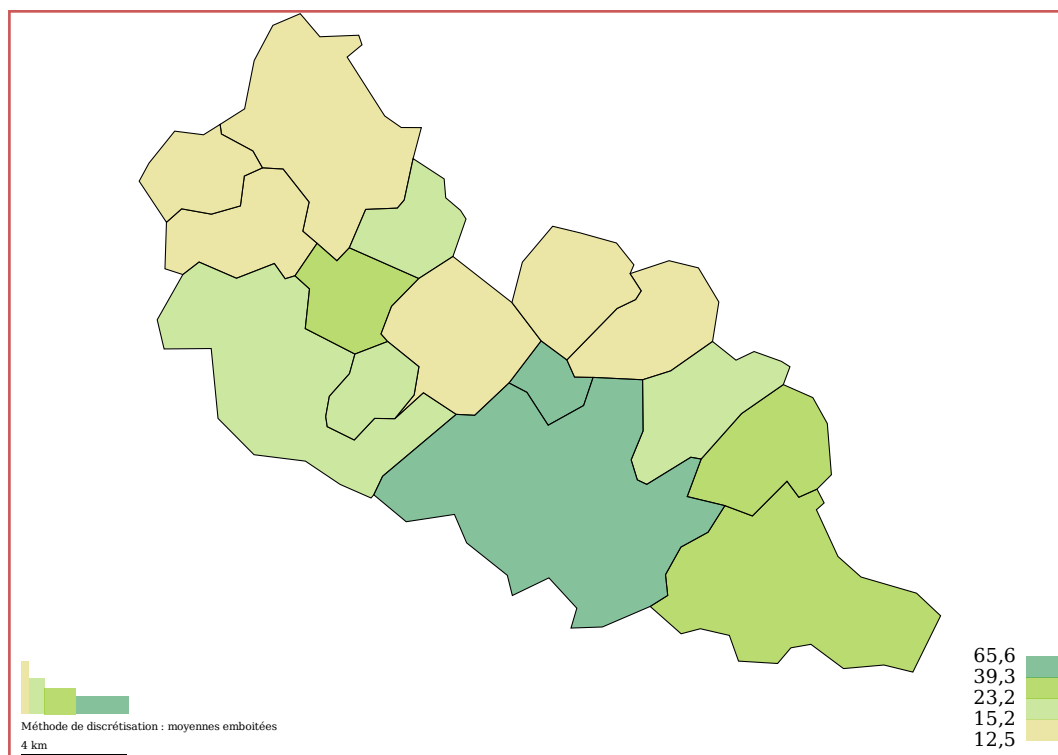 65,6
39,3
23,2
15,2
12,5
Méthode de discrétisation : moyennes emboitées
4 km